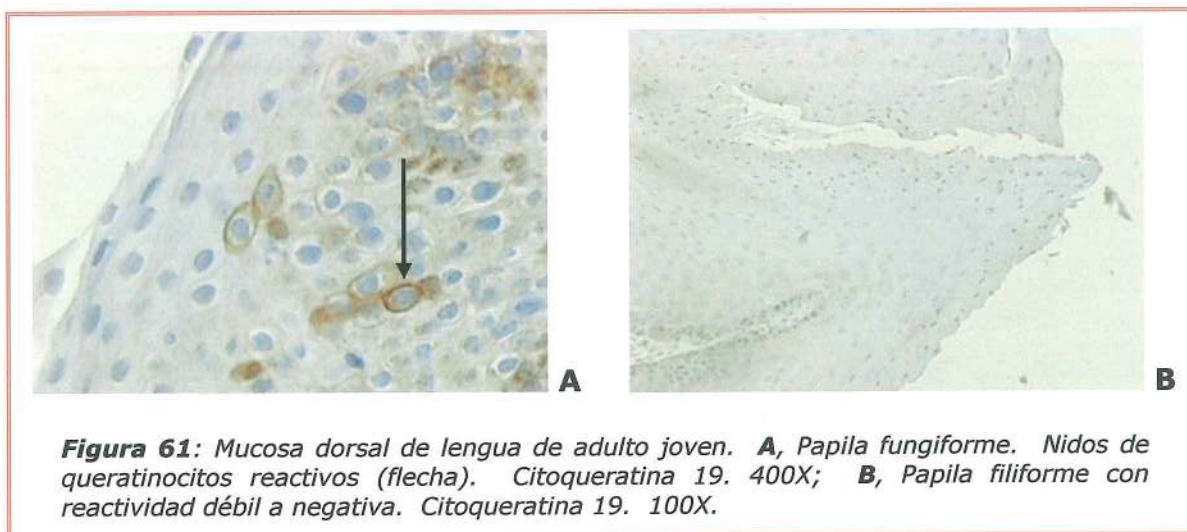 A
B
Figura 61: Mucosa dorsal de lengua de adulto joven. A, Papila fungiforme. Nidos de
queratinocitos reactivos (flecha). Citoqueratina 19. 400X; B, Papila filiforme con
reactividad débil a negativa. Citoqueratina 19. 100X.